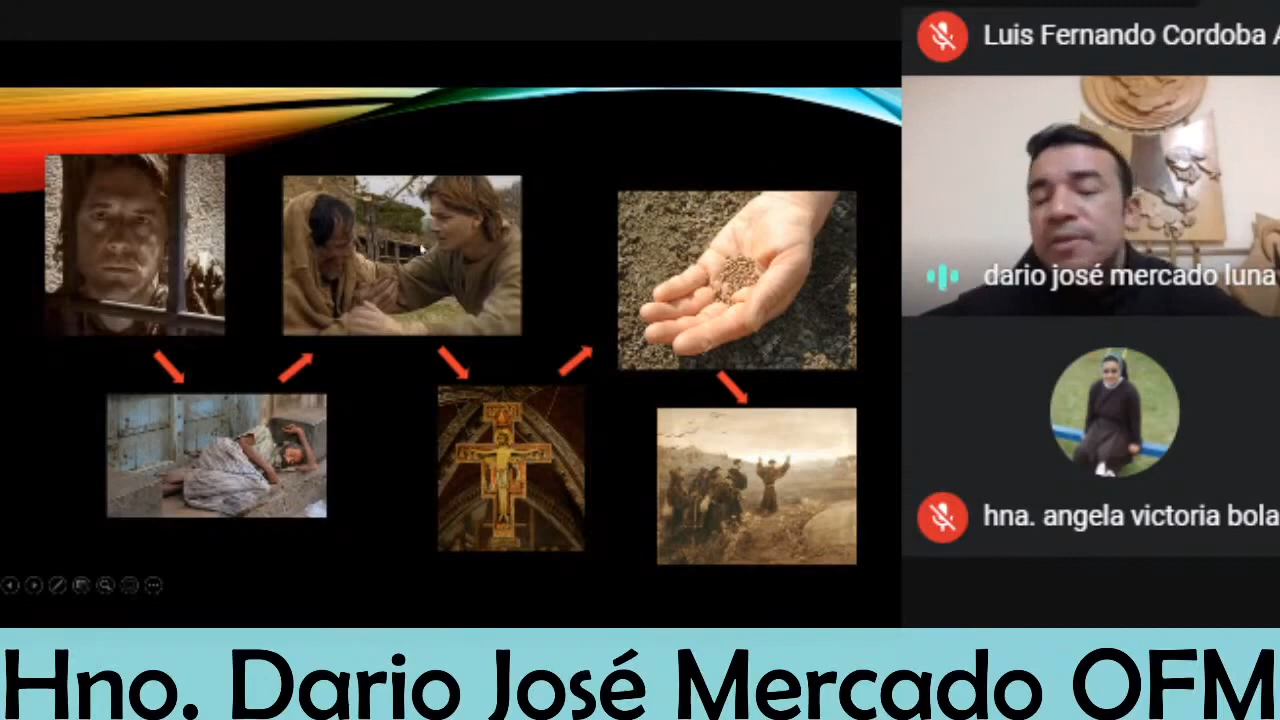 Luis Fernando Cordoba A
dario josé mercado luna
hna. angela victoria bola
Hno. Dario José Mercado OFM